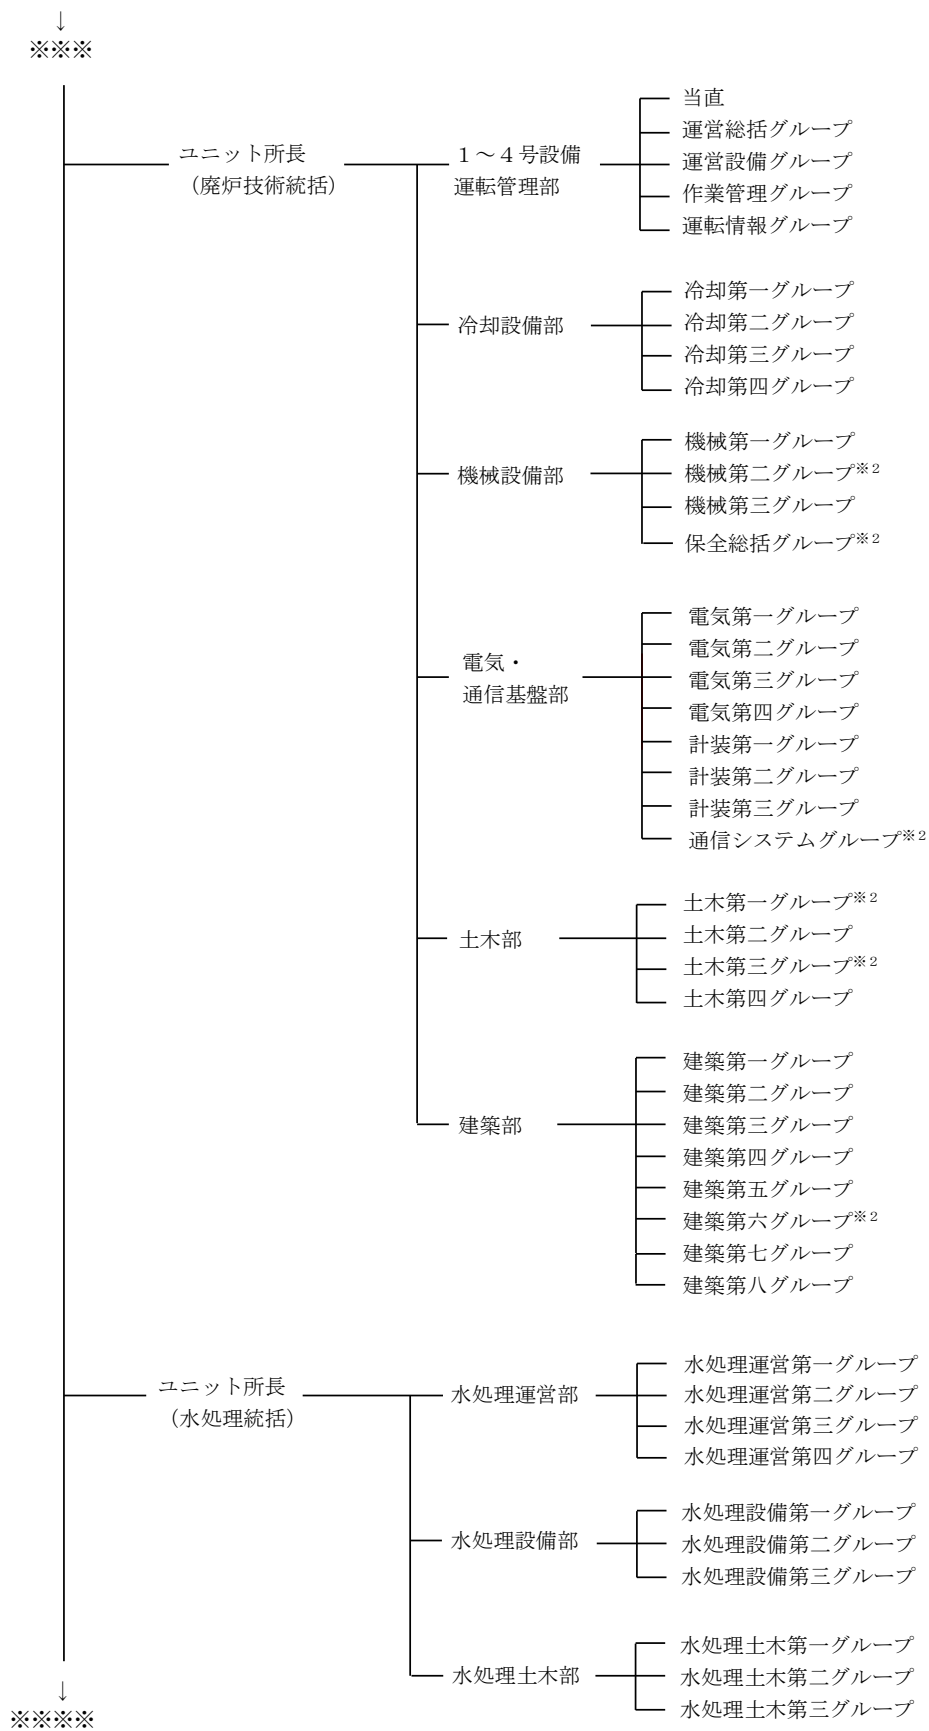 ↓
※※※
ユニット所長
（廃炉技術統括）
１～４号設備
運転管理部
当直
運営総括グループ
運営設備グループ
作業管理グループ
運転情報グループ
冷却設備部
冷却第一グループ
冷却第二グループ
冷却第三グループ
冷却第四グループ
機械設備部
機械第一グループ
機械第二グループ※２
機械第三グループ
保全総括グループ※２
電気・
通信基盤部
電気第一グループ
電気第二グループ
電気第三グループ
電気第四グループ
計装第一グループ
計装第二グループ
計装第三グループ
通信システムグループ※２
土木部
土木第一グループ※２
土木第二グループ
土木第三グループ※２
土木第四グループ
建築部
建築第一グループ
建築第二グループ
建築第三グループ
建築第四グループ
建築第五グループ
建築第六グループ※２
建築第七グループ
建築第八グループ
ユニット所長
（水処理統括）
水処理運営部
水処理運営第一グループ
水処理運営第二グループ
水処理運営第三グループ
水処理運営第四グループ
水処理設備部
水処理設備第一グループ
水処理設備第二グループ
水処理設備第三グループ
水処理土木部
水処理土木第一グループ
水処理土木第二グループ
水処理土木第三グループ
↓
※※※※